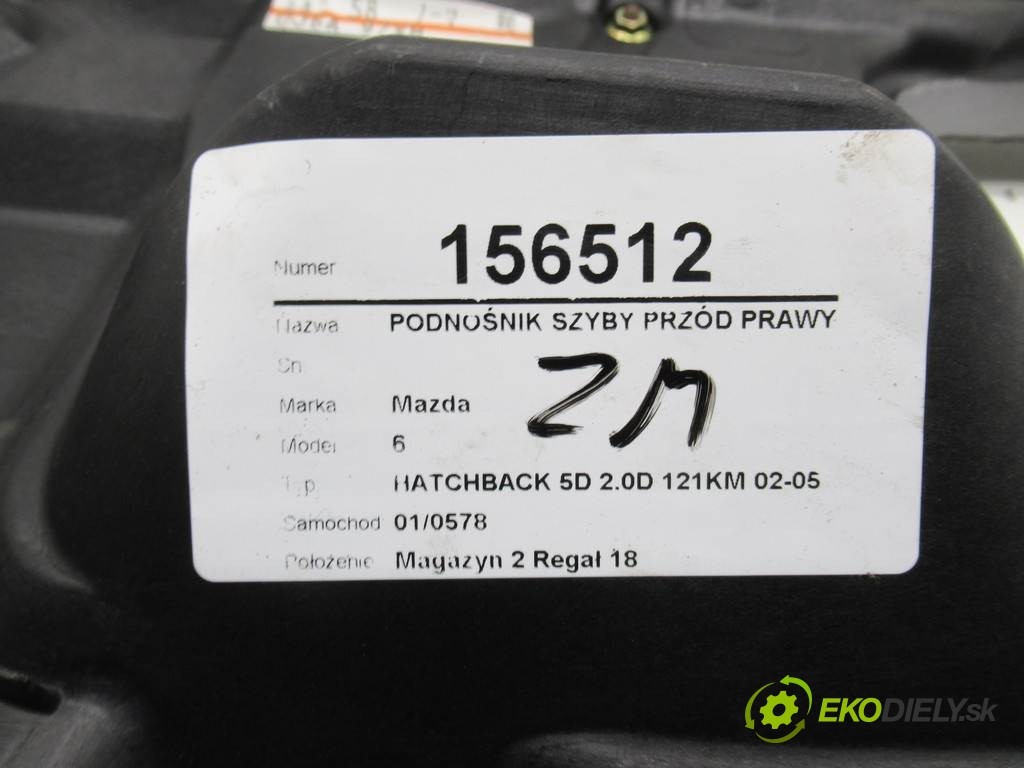 Numer 156512
Nazwa PODNOŚNIK SZYBY PRZÓD PRAWY
Sn
ZM
Marka Mazda
Model 6
Typ HATCHBACK 5D 2.0D 121KM 02-05
Samochód 01/0578
Położenie Magazyn 2 Regał 18
EKODIELY.sk